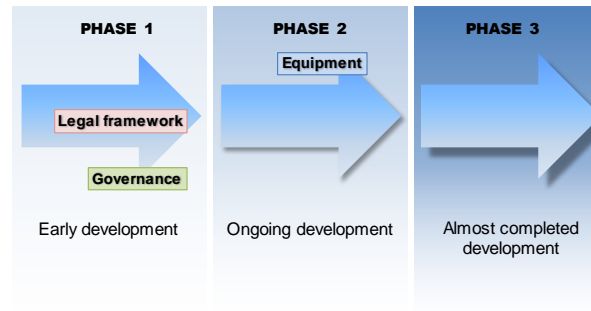 PHASE 1
PHASE 2
PHASE 3
Equipment
Legal framework
Governance
Early development
Ongoing development
Almost completed
development